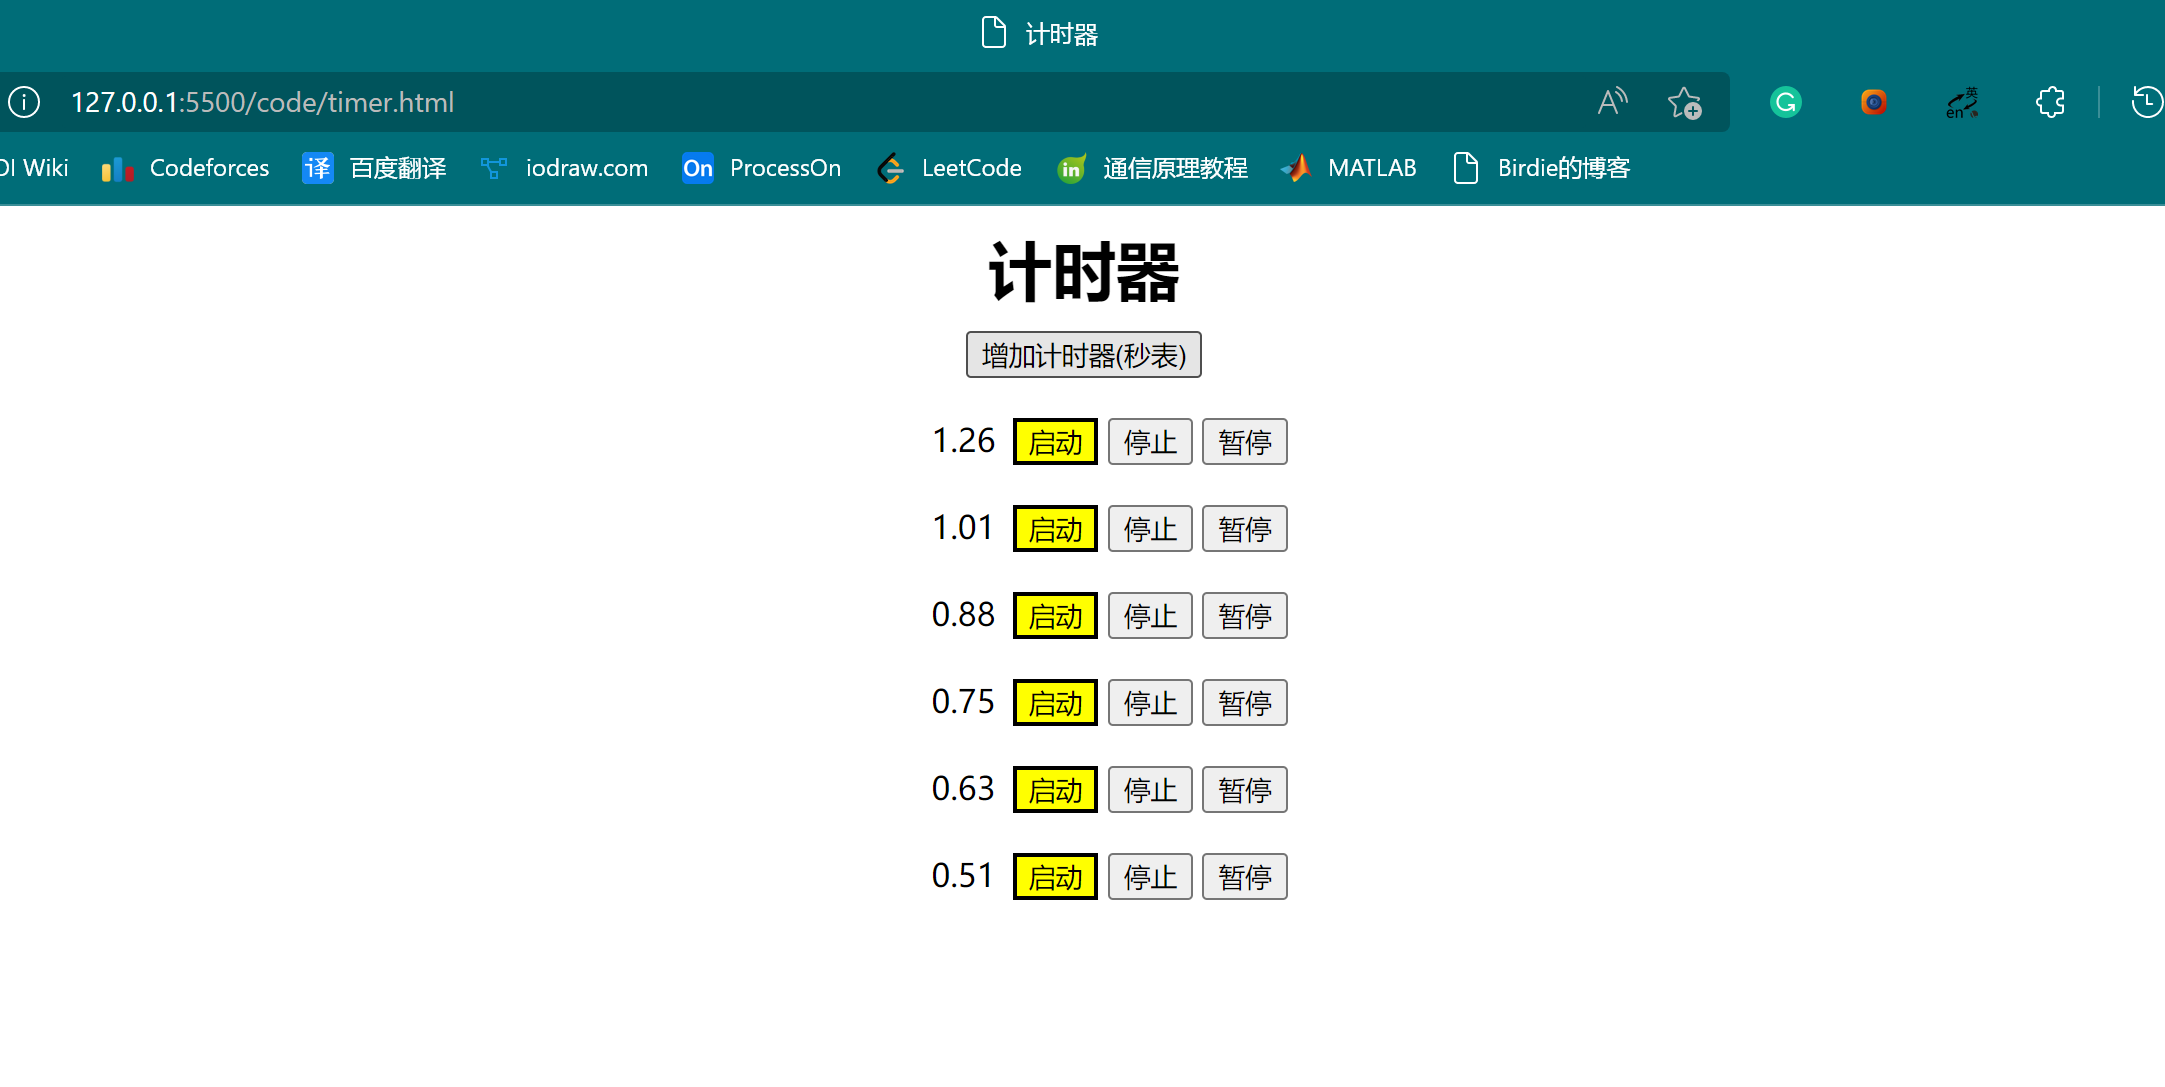 计时器
127.0.0.1:5500/code/timer.html
OI Wiki Codeforces 译 百度翻译 iodraw.com On ProcessOn LeetCode in 通信原理教程 MATLAB Birdie的博客
计时器
增加计时器(秒表)
1.26 启动 停止 暂停
1.01 启动 停止 暂停
0.88 启动 停止 暂停
0.75 启动 停止 暂停
0.63 启动 停止 暂停
0.51 启动 停止 暂停